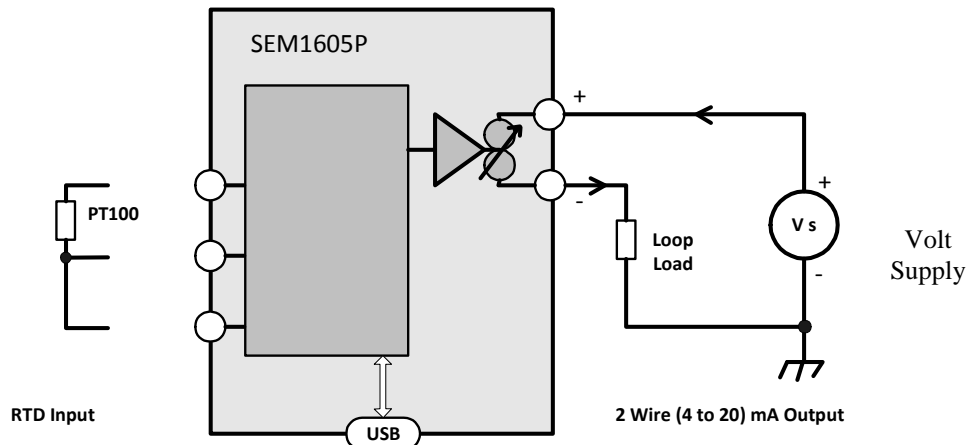 SEM1605P
+
PT100
-
Loop
Load
+
V s
-
Volt
Supply
RTD Input
2 Wire (4 to 20) mA Output
USB